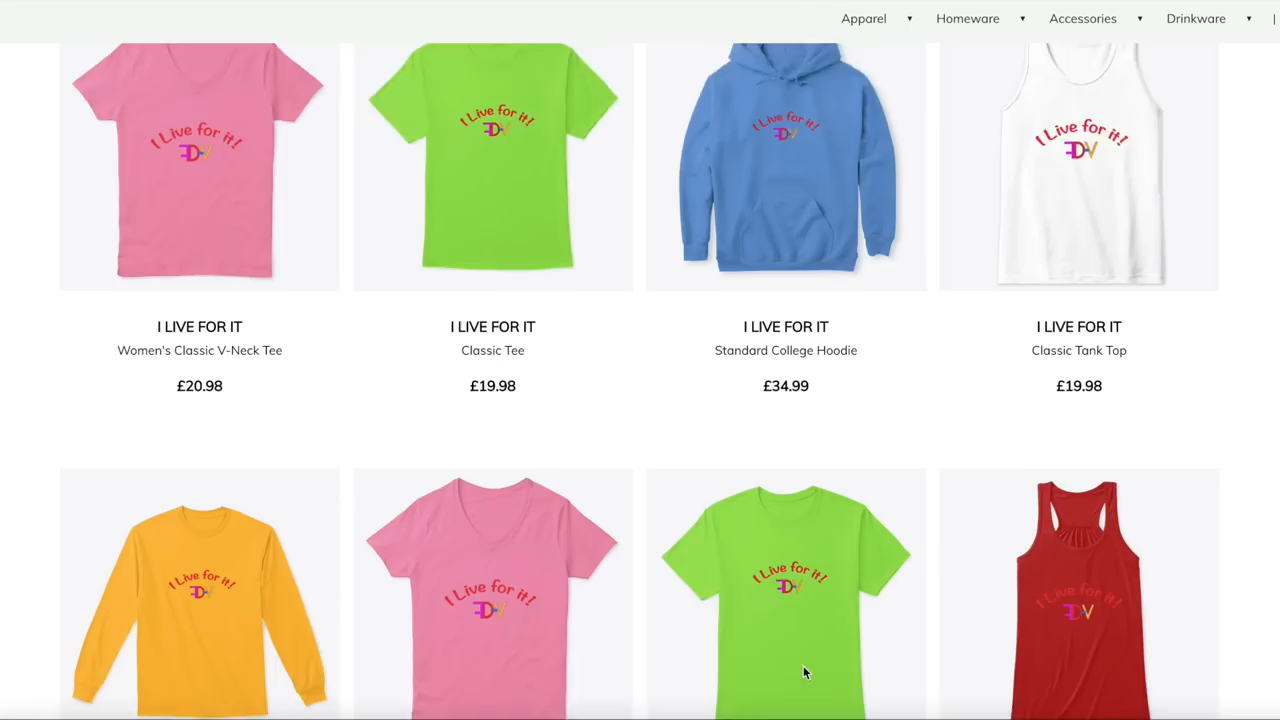 Apparel ▼ Homeware ▼ Accessories ▼ Drinkware ▼ |
I Live for it! I Live for it! I Live for it! I Live for it!
I LIVE FOR IT I LIVE FOR IT I LIVE FOR IT I LIVE FOR IT
Women's Classic V-Neck Tee Classic Tee Standard College Hoodie Classic Tank Top
£20.98 £19.98 £34.99 £19.98
I Live for it! I Live for it! I Live for it! I Live for it!